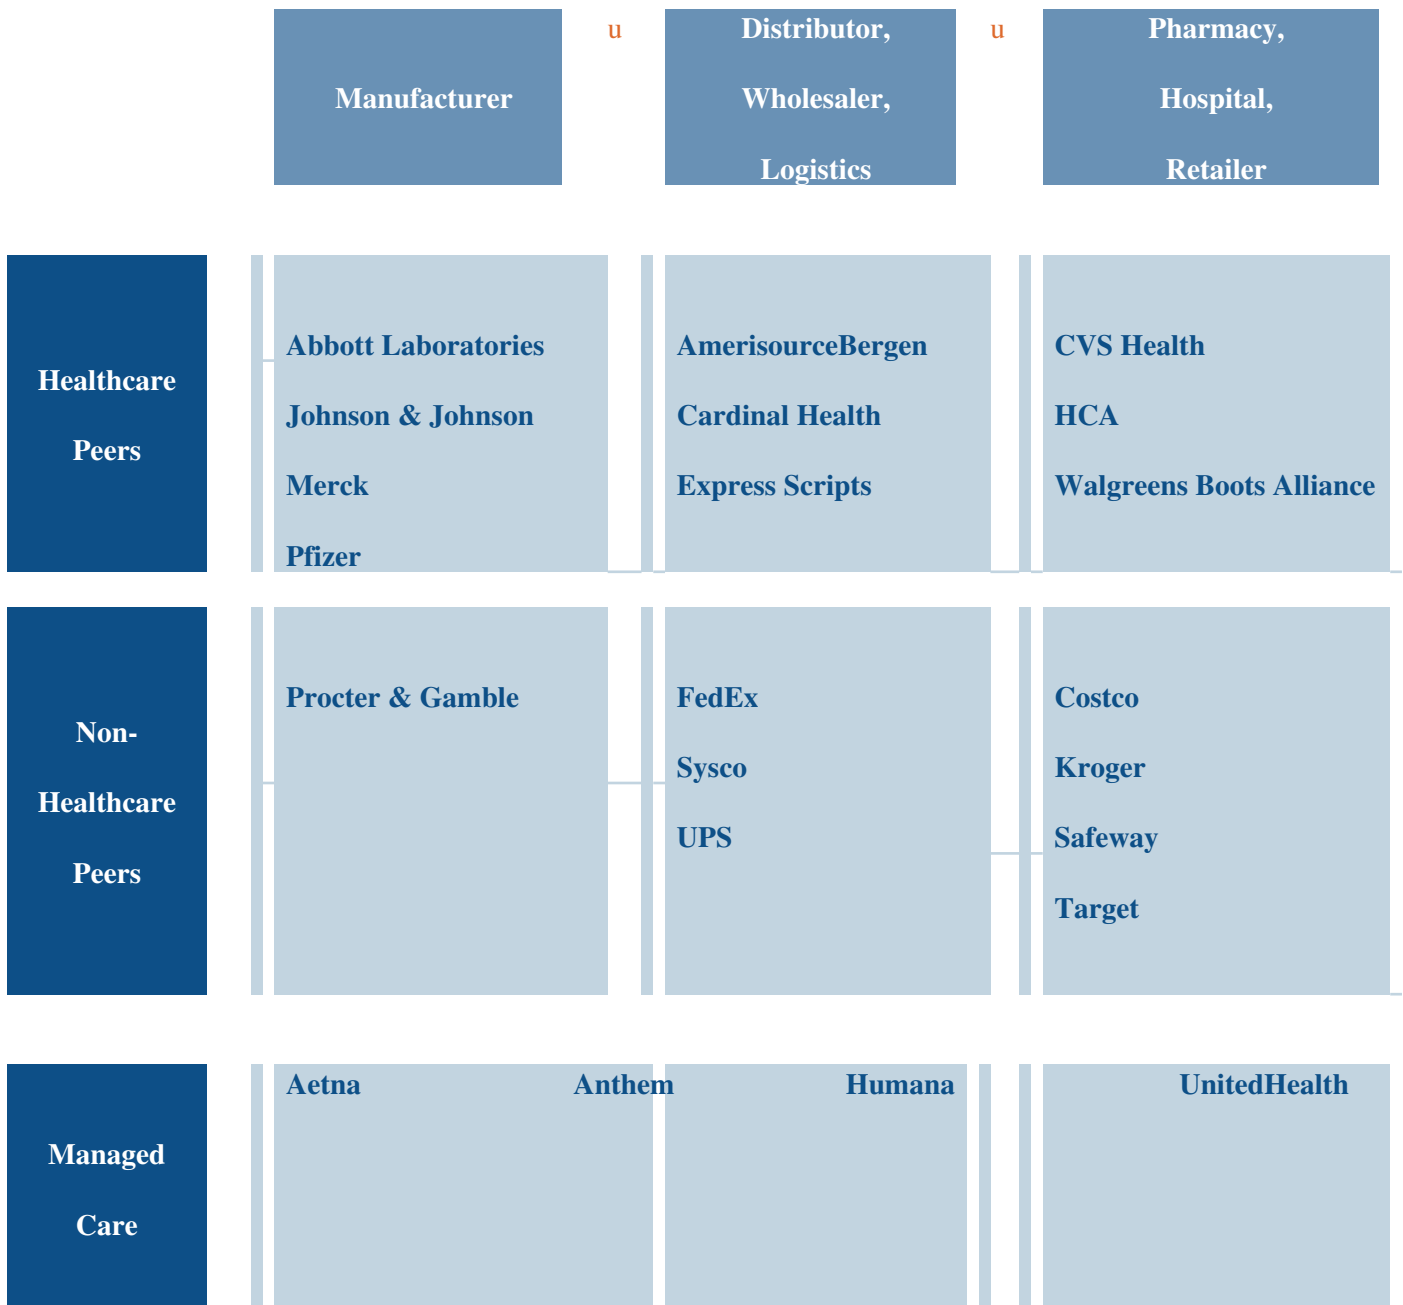 Manufacturer
u
Distributor,
Wholesaler,
Logistics
u
Pharmacy,
Hospital,
Retailer
Healthcare
Peers
Abbott Laboratories
Johnson & Johnson
Merck
Pfizer
AmerisourceBergen
Cardinal Health
Express Scripts
CVS Health
HCA
Walgreens Boots Alliance
Non-
Healthcare
Peers
Procter & Gamble
FedEx
Sysco
UPS
Costco
Kroger
Safeway
Target
Managed
Care
Aetna
Anthem
Humana
UnitedHealth